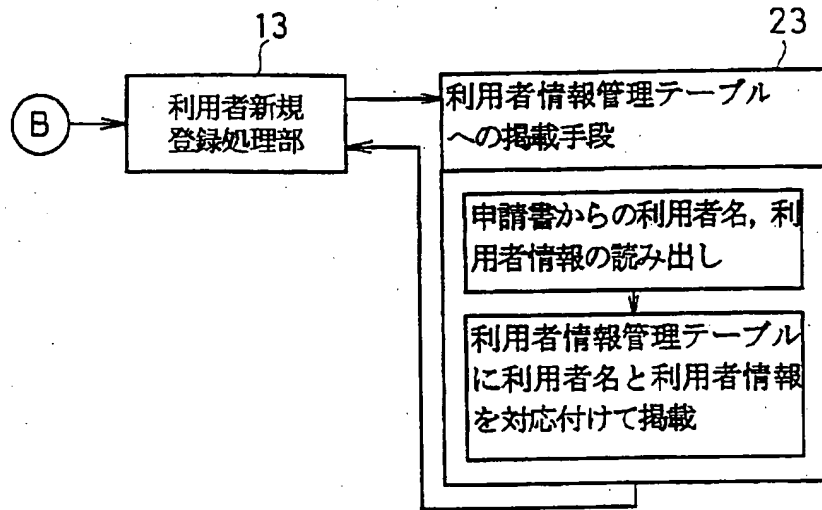 13
23
B
利用者新規
登録処理部
利用者情報管理テーブル
への掲載手段
申請書からの利用者名,利
用者情報の読み出し
利用者情報管理テーブル
に利用者名と利用者情報
を対応付けて掲載